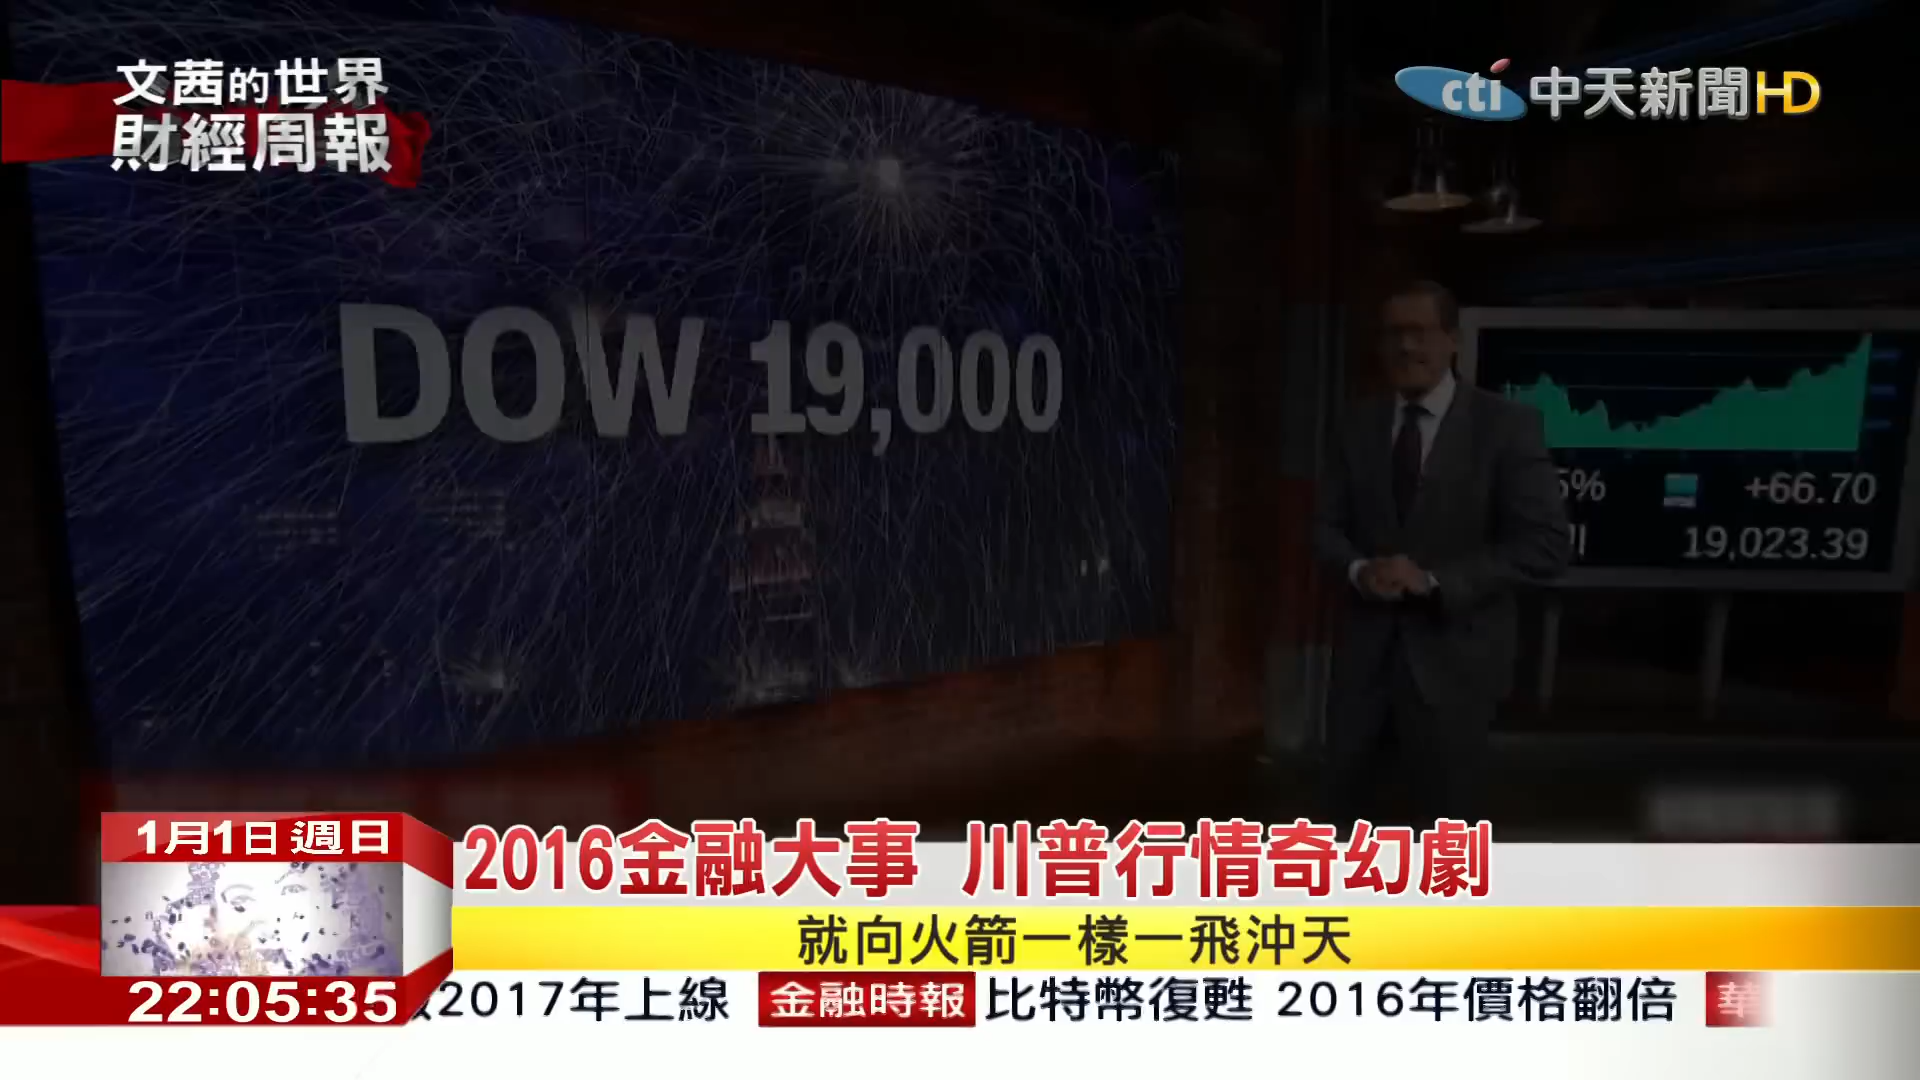 文茜的世界
財經周報
cti 中天新聞HD
DOW 19,000
5% +66.70
19,023.39
1月1日 週日
2016金融大事 川普行情奇幻劇
就向火箭一樣一飛沖天
22:05:35
2017年上線 金融時報 比特幣復甦 2016年價格翻倍 華